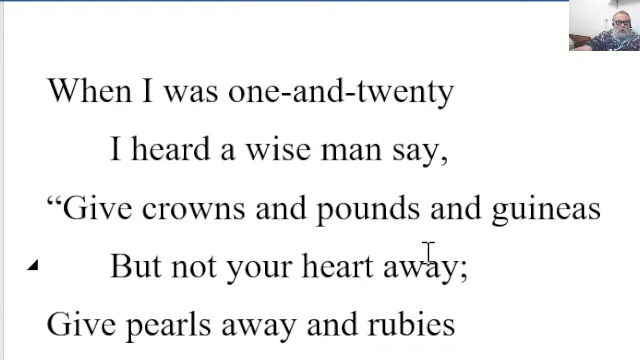 When I was one-and-twenty
I heard a wise man say,
“Give crowns and pounds and guineas
But not your heart away;
Give pearls away and rubies